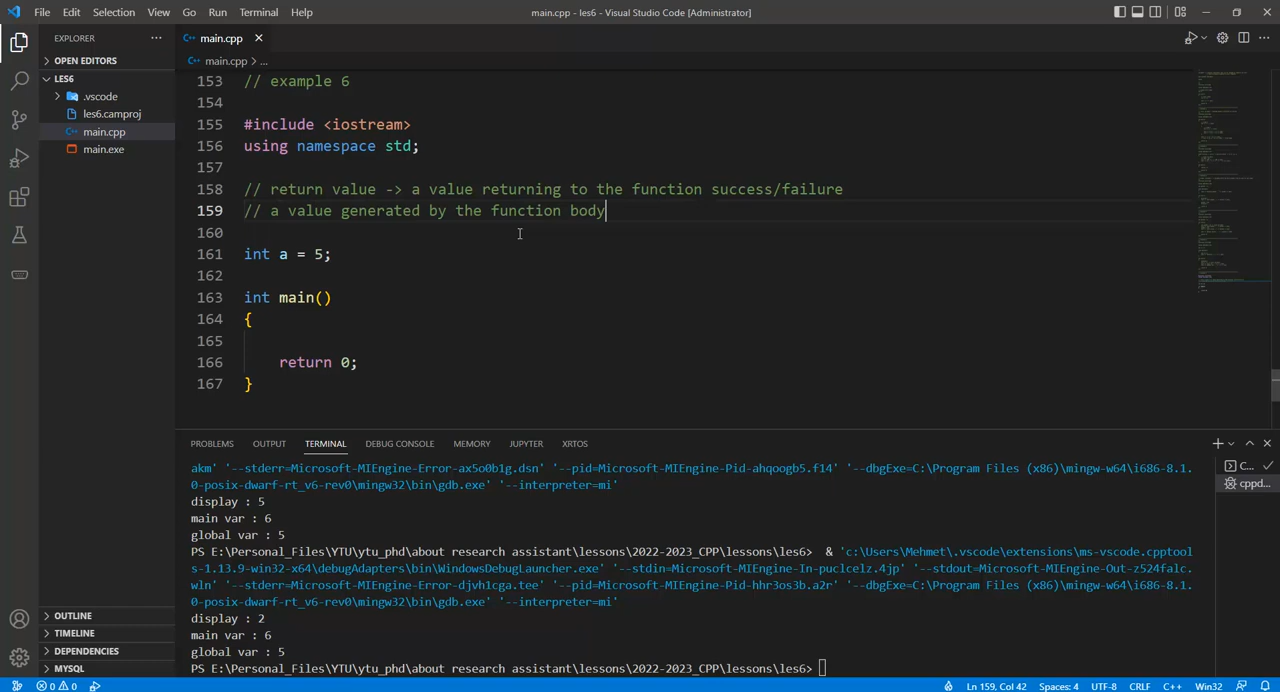 File Edit Selection View Go Run Terminal Help
main.cpp - les6 - Visual Studio Code [Administrator]
EXPLORER
OPEN EDITORS
LES6
.vscode
les6.camproj
main.cpp
main.exe
OUTLINE
TIMELINE
DEPENDENCIES
MYSQL
main.cpp
main.cpp > ...
153 // example 6
154
155 #include <iostream>
156 using namespace std;
157
158 // return value -> a value returning to the function success/failure
159 // a value generated by the function body
160
161 int a = 5;
162
163 int main()
164 {
165
166 return 0;
167 }
PROBLEMS OUTPUT TERMINAL DEBUG CONSOLE MEMORY JUPYTER XRTOS
akm' '--stderr=Microsoft-MIEngine-Error-ax5o0b1g.dsn' '--pid=Microsoft-MIEngine-Pid-ahqoogb5.f14' '--dbgExe=C:\Program Files (x86)\mingw-w64\i686-8.1.
0-posix-dwarf-rt_v6-rev0\mingw32\bin\gdb.exe' '--interpreter=mi'
display : 5
main var : 6
global var : 5
PS E:\Personal_Files\YTU\ytu_phd\about research assistant\lessons\2022-2023_CPP\lessons\les6> & 'c:\Users\Mehmet\.vscode\extensions\ms-vscode.cpptool
s-1.13.9-win32-x64\debugAdapters\bin\WindowsDebugLauncher.exe' '--stdin=Microsoft-MIEngine-In-puclcelz.4jp' '--stdout=Microsoft-MIEngine-Out-z524falc.
wln' '--stderr=Microsoft-MIEngine-Error-djvh1cga.tee' '--pid=Microsoft-MIEngine-Pid-hhr3os3b.a2r' '--dbgExe=C:\Program Files (x86)\mingw-w64\i686-8.1.
0-posix-dwarf-rt_v6-rev0\mingw32\bin\gdb.exe' '--interpreter=mi'
display : 2
main var : 6
global var : 5
PS E:\Personal_Files\YTU\ytu_phd\about research assistant\lessons\2022-2023_CPP\lessons\les6>
C...
cppd...
0 0 Ln 159, Col 42 Spaces: 4 UTF-8 CRLF C++ Win32